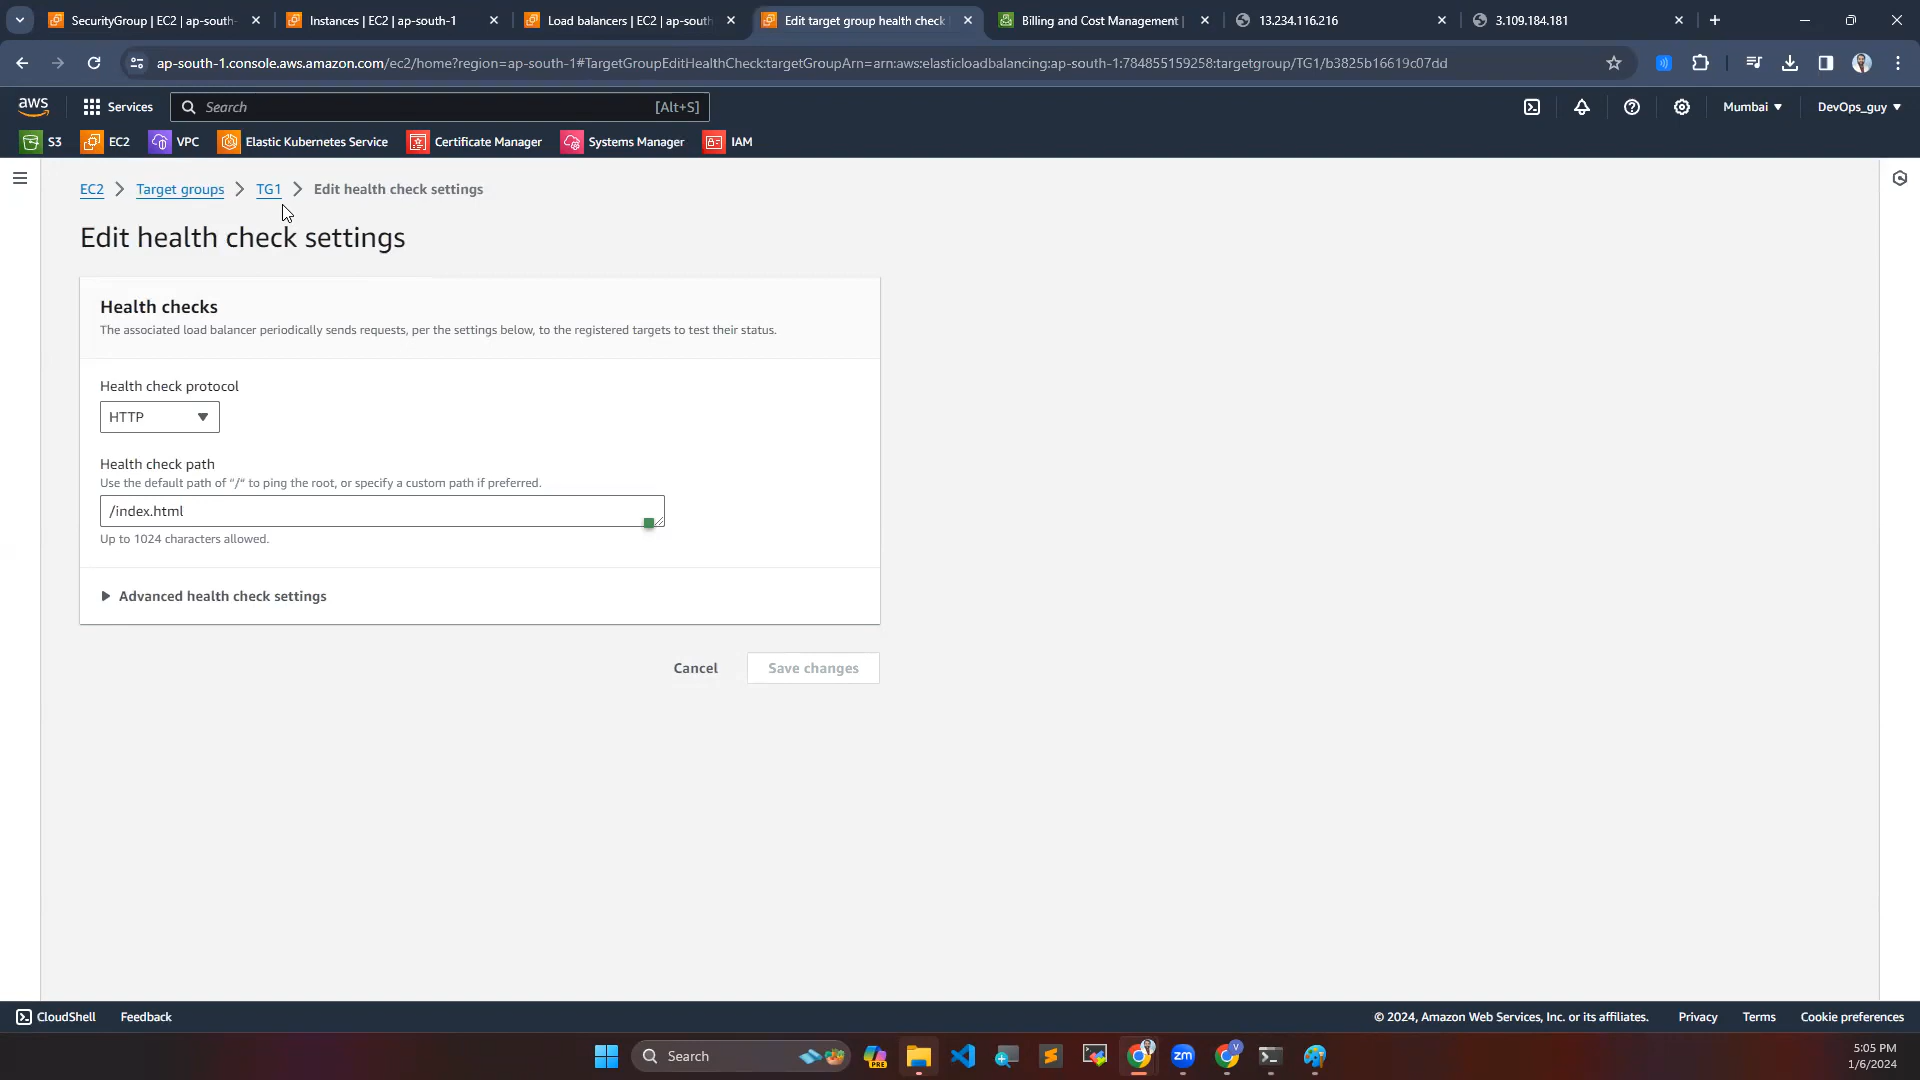 SecurityGroup | EC2 | ap-south-
Instances | EC2 | ap-south-1
Load balancers | EC2 | ap-south
Edit target group health check
Billing and Cost Management |
13.234.116.216
3.109.184.181
ap-south-1.console.aws.amazon.com/ec2/home?region=ap-south-1#TargetGroupEditHealthCheck:targetGroupArn=arn:aws:elasticloadbalancing:ap-south-1:784855159258:targetgroup/TG1/b3825b16619c07dd
aws
Services
Search
[Alt+S]
Mumbai
DevOps_guy
S3
EC2
VPC
Elastic Kubernetes Service
Certificate Manager
Systems Manager
IAM
EC2
Target groups
TG1
Edit health check settings
Edit health check settings
Health checks
The associated load balancer periodically sends requests, per the settings below, to the registered targets to test their status.
Health check protocol
HTTP
Health check path
Use the default path of "/" to ping the root, or specify a custom path if preferred.
/index.html
Up to 1024 characters allowed.
Advanced health check settings
Cancel
Save changes
CloudShell
Feedback
© 2024, Amazon Web Services, Inc. or its affiliates.
Privacy
Terms
Cookie preferences
Search
PRE
zm
V
5:05 PM
1/6/2024